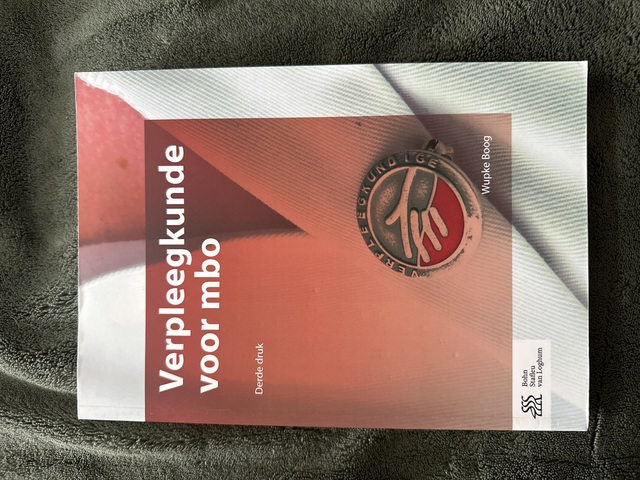 Verpleegkunde
voor mbo
Derde druk
VERPLEEGKUNDIGE
Wupke Boog
Bohn
Stafleu
van Loghum